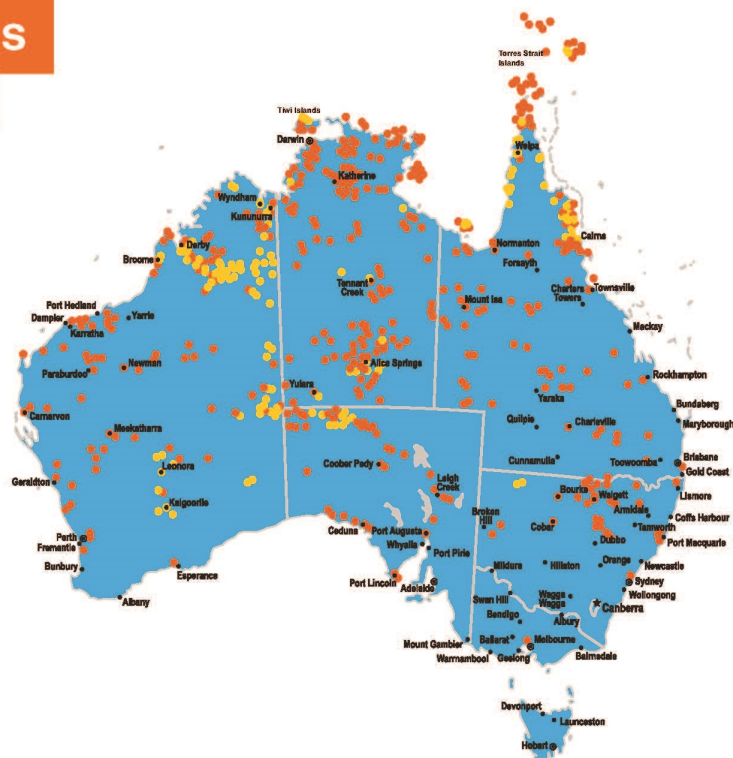 s
Torres Strait
Islands
Tiwi Islands
Darwin
Weipa
Katherine
Wyndham
Kununurra
Cairns
Derby
Normanton
Broome
Forsayth
Tennant
Creek
Charters
Towers
Townsville
Mount Isa
Port Hedland
Dampier
Yarrie
Karratha
Mackay
Newman
Alice Springs
Paraburdoo
Rockhampton
Yulara
Yaraka
Bundaberg
Carnarvon
Maryborough
Quilpie
Charleville
Meekatharra
Brisbane
Cunnamulla
Toowoomba
Coober Pedy
Leonora
Gold Coast
Geraldton
Leigh
Creek
Bourke
Walgett
Lismore
Kalgoorlie
Armidale
Broken
Hill
Coffs Harbour
Cobar
Tamworth
Ceduna
Port Augusta
Perth
Port Macquarie
Fremantle
Dubbo
Whyalla
Port Pirie
Orange
Newcastle
Bunbury
Mildura
Hillston
Esperance
Port Lincoln
Sydney
Adelaide
Wollongong
Swan Hill
Wagga
Wagga
Albany
Canberra
Bendigo
Albury
Mount Gambier
Ballarat
Melbourne
Warrnambool
Geelong
Bairnsdale
Devonport
Launceston
Hobart